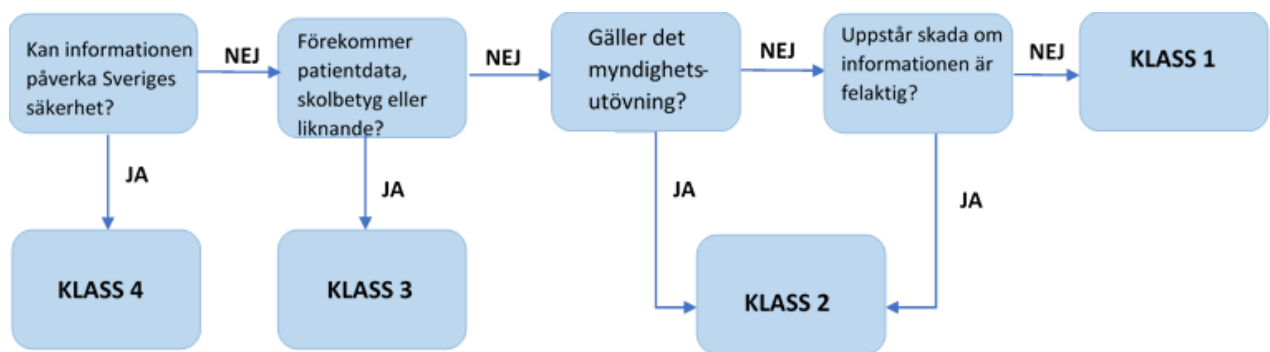 Kan informationen
påverka Sveriges
säkerhet?
NEJ
Förekommer
patientdata,
skolbetyg eller
liknande?
NEJ
Gäller det
myndighets-
utövning?
NEJ
Uppstår skada om
informationen är
felaktig?
NEJ
KLASS 1
JA
JA
JA
JA
KLASS 4
KLASS 3
KLASS 2